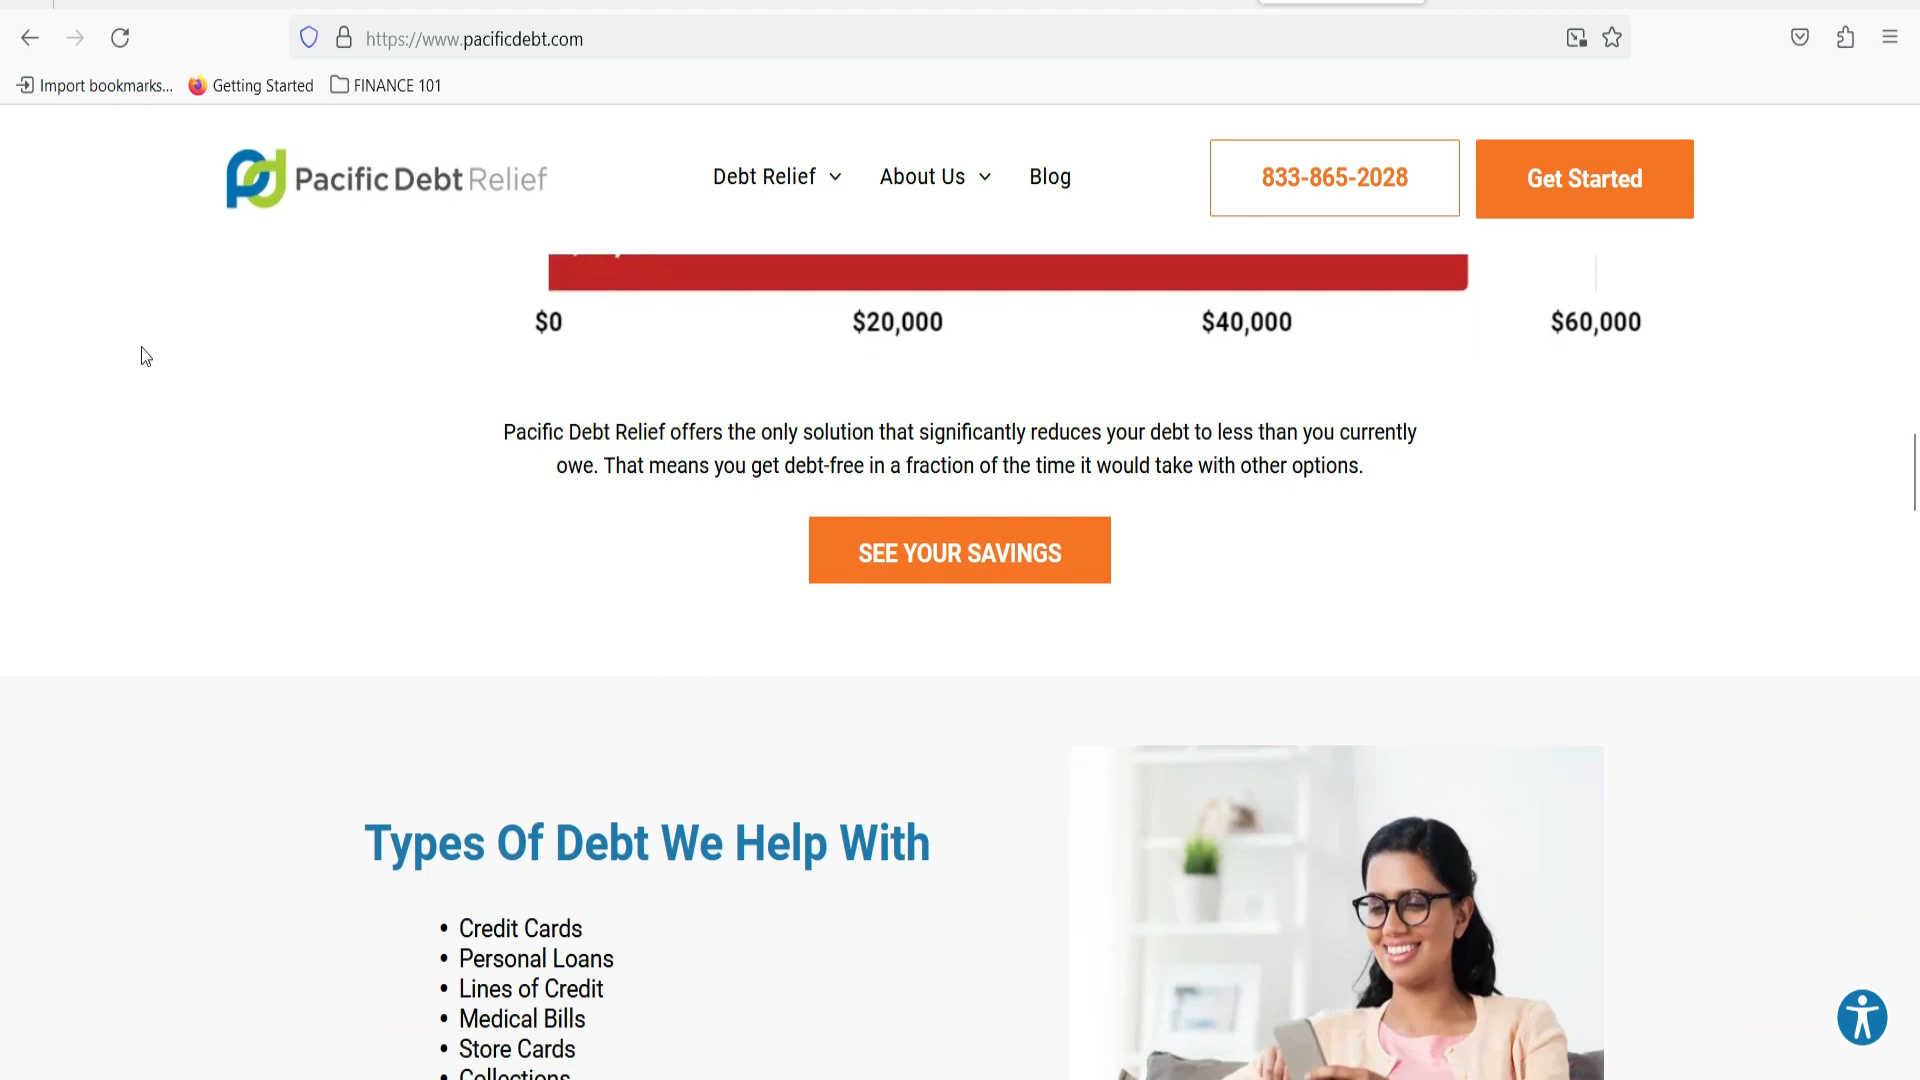 https://www.pacificdebt.com
Import bookmarks...
Getting Started
FINANCE 101
Pacific Debt Relief
Debt Relief
About Us
Blog
833-865-2028
Get Started
$0
$20,000
$40,000
$60,000
Pacific Debt Relief offers the only solution that significantly reduces your debt to less than you currently
owe. That means you get debt-free in a fraction of the time it would take with other options.
SEE YOUR SAVINGS
Types Of Debt We Help With
• Credit Cards
• Personal Loans
• Lines of Credit
• Medical Bills
• Store Cards
• Collections